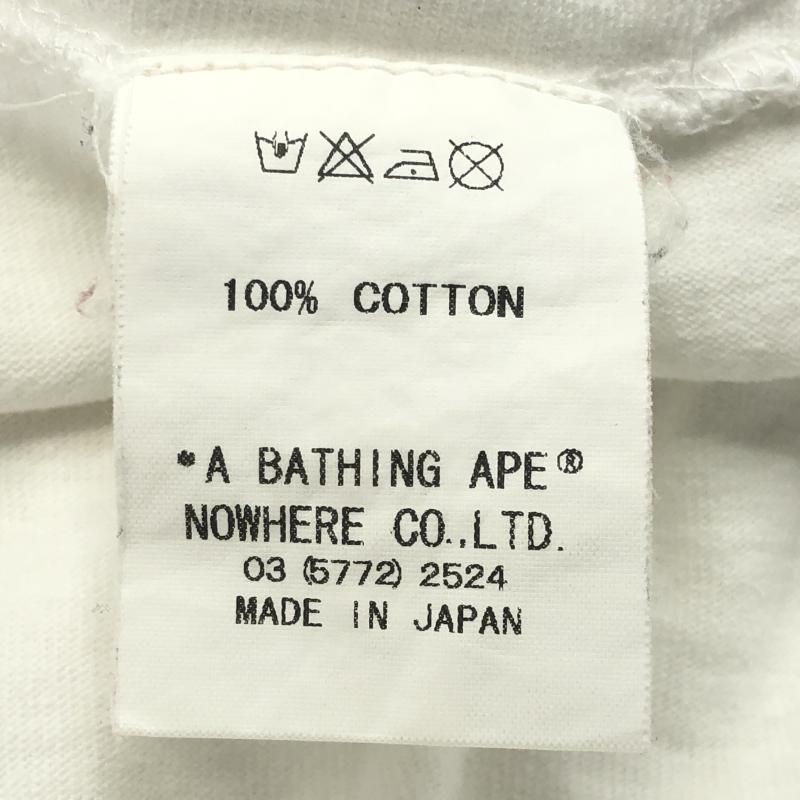 100% COTTON
*A BATHING APE®
NOWHERE CO.,LTD.
03 (5772) 2524
MADE IN JAPAN